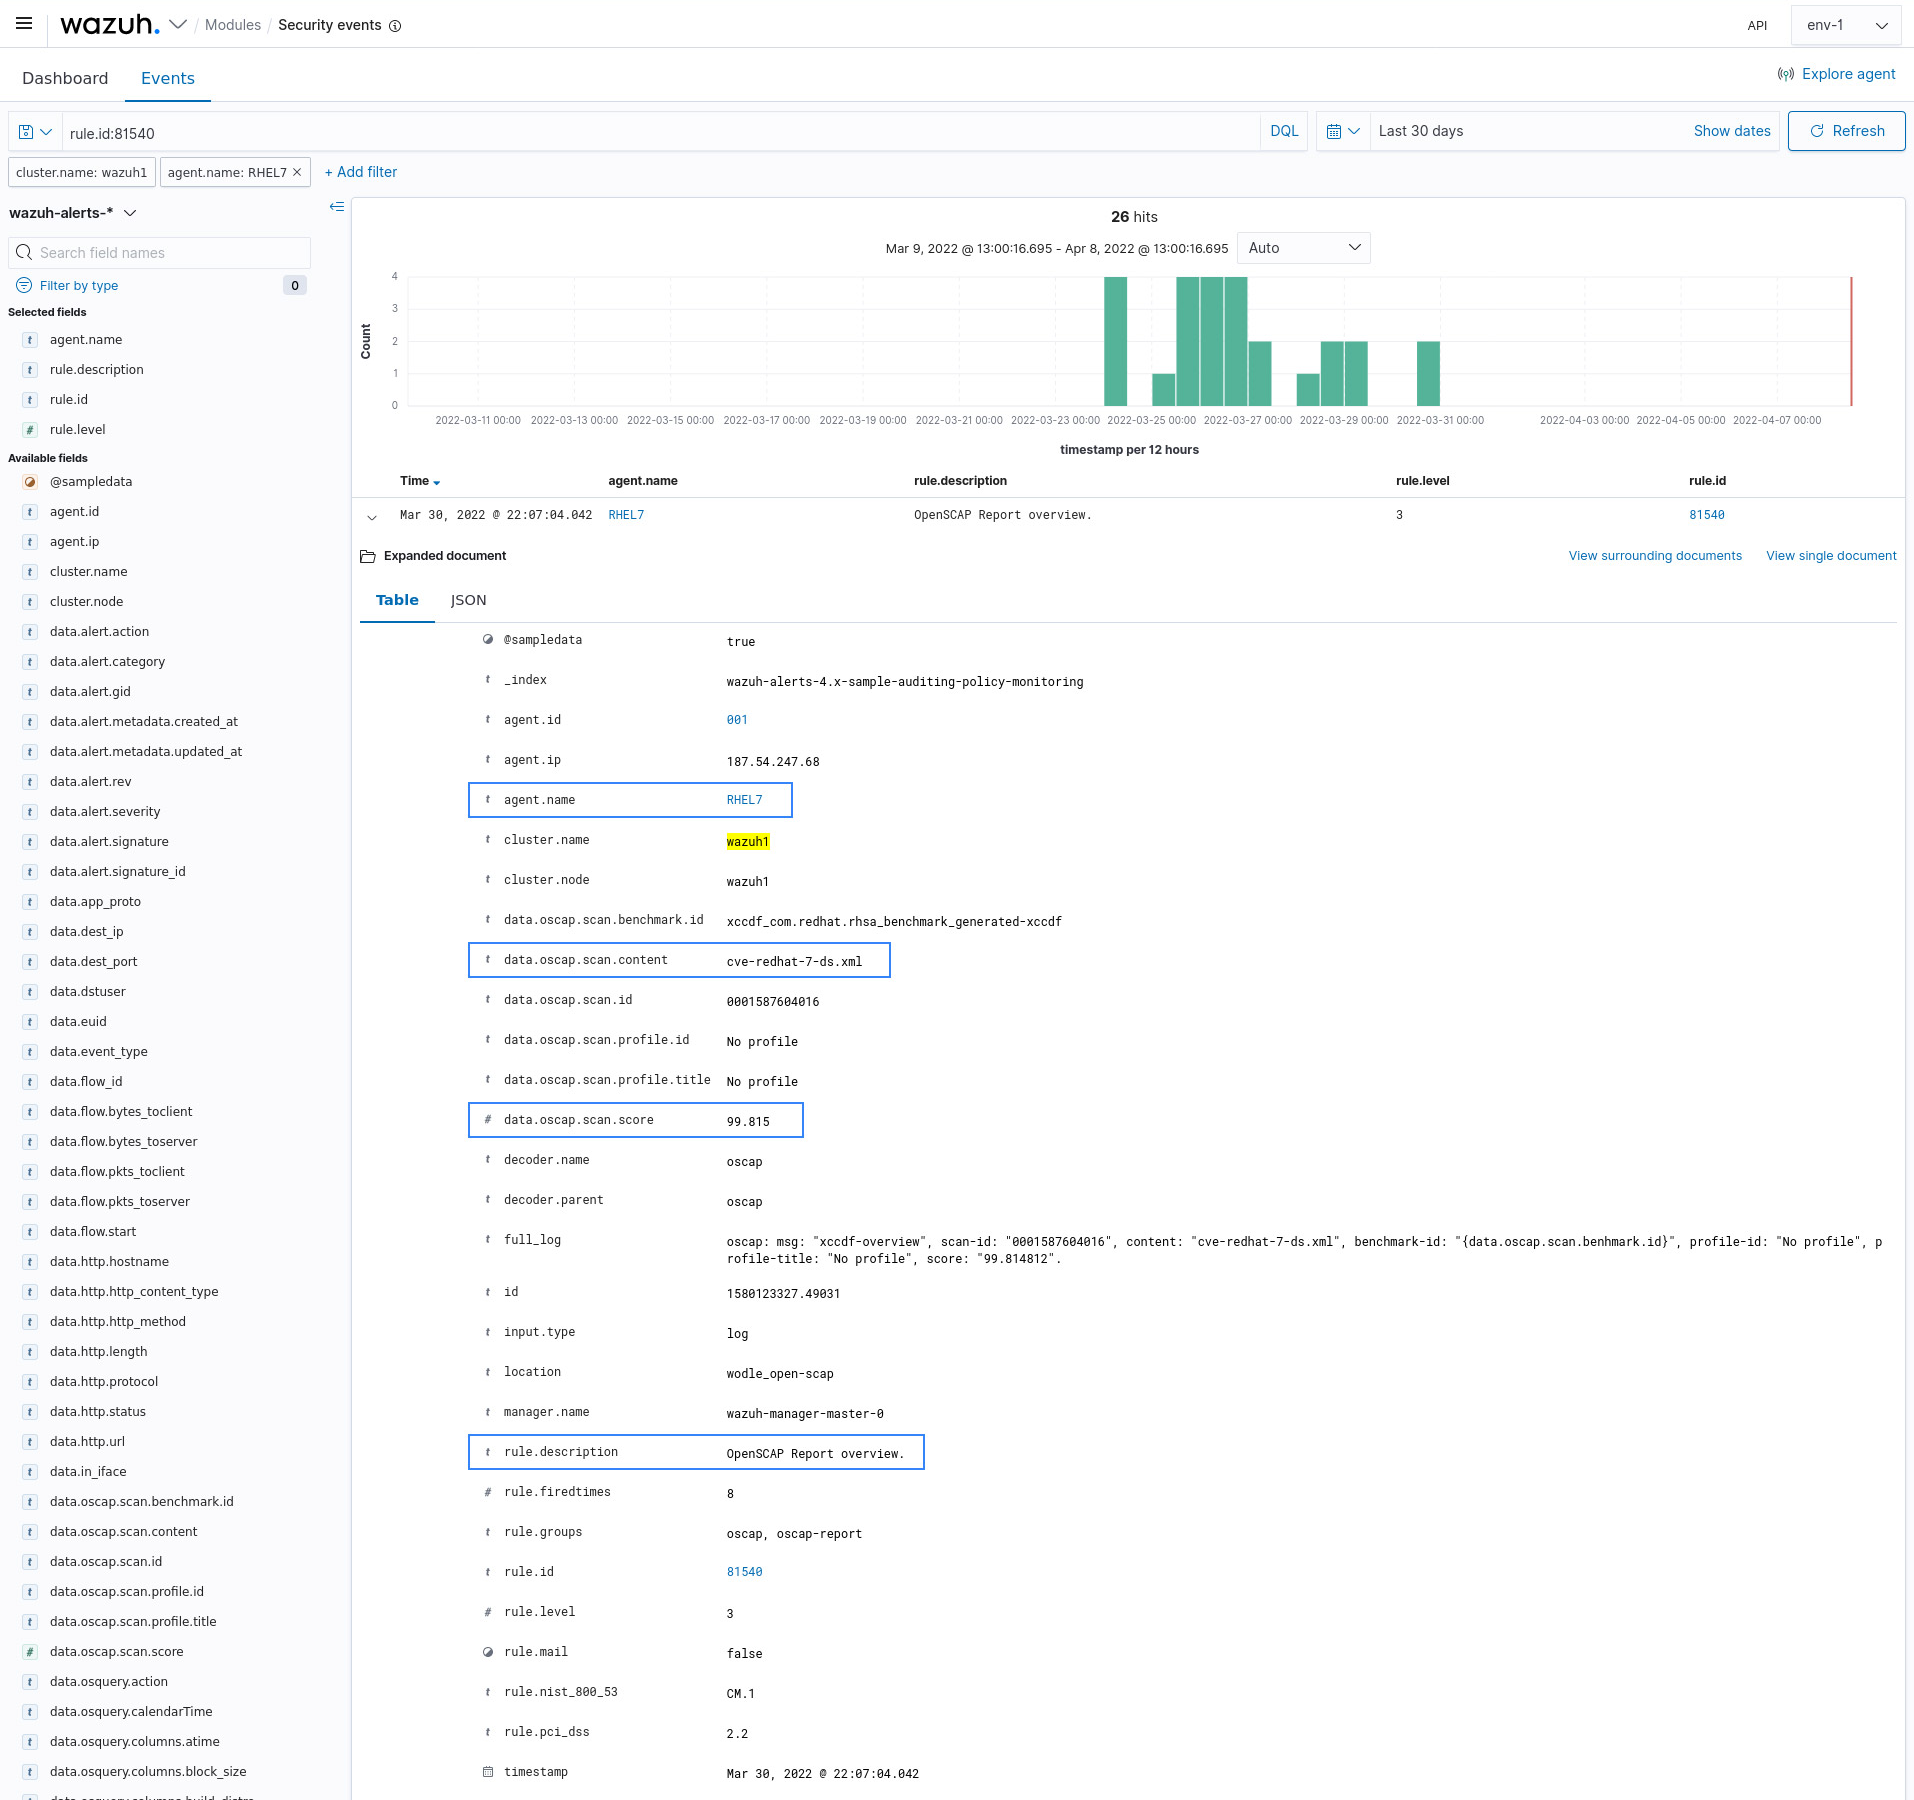 wazuh. / Modules / Security events API env-1
Dashboard Events Explore agent
rule.id:81540 DQL Last 30 days Show dates Refresh
cluster.name: wazuh1 agent.name: RHEL7 × + Add filter
wazuh-alerts-*
Search field names
Filter by type 0
Selected fields
t agent.name
t rule.description
t rule.id
# rule.level
Available fields
@sampledata
t agent.id
t agent.ip
t cluster.name
t cluster.node
t data.alert.action
t data.alert.category
t data.alert.gid
t data.alert.metadata.created_at
t data.alert.metadata.updated_at
t data.alert.rev
t data.alert.severity
t data.alert.signature
t data.alert.signature_id
t data.app_proto
t data.dest_ip
t data.dest_port
t data.dstuser
t data.euid
t data.event_type
t data.flow_id
t data.flow.bytes_toclient
t data.flow.bytes_toserver
t data.flow.pkts_toclient
t data.flow.pkts_toserver
t data.flow.start
t data.http.hostname
t data.http.http_content_type
t data.http.http_method
t data.http.length
t data.http.protocol
t data.http.status
t data.http.url
t data.in_iface
t data.oscap.scan.benchmark.id
t data.oscap.scan.content
t data.oscap.scan.id
t data.oscap.scan.profile.id
t data.oscap.scan.profile.title
# data.oscap.scan.score
t data.osquery.action
t data.osquery.calendarTime
t data.osquery.columns.atime
t data.osquery.columns.block_size
26 hits
Mar 9, 2022 @ 13:00:16.695 - Apr 8, 2022 @ 13:00:16.695 Auto
Count
4
3
2
1
0
2022-03-11 00:00 2022-03-13 00:00 2022-03-15 00:00 2022-03-17 00:00 2022-03-19 00:00 2022-03-21 00:00 2022-03-23 00:00 2022-03-25 00:00 2022-03-27 00:00 2022-03-29 00:00 2022-03-31 00:00 2022-04-03 00:00 2022-04-05 00:00 2022-04-07 00:00
timestamp per 12 hours
Time agent.name rule.description rule.level rule.id
Mar 30, 2022 @ 22:07:04.042 RHEL7 OpenSCAP Report overview. 3 81540
Expanded document View surrounding documents View single document
Table JSON
@sampledata true
t _index wazuh-alerts-4.x-sample-auditing-policy-monitoring
t agent.id 001
t agent.ip 187.54.247.68
t agent.name RHEL7
t cluster.name wazuh1
t cluster.node wazuh1
t data.oscap.scan.benchmark.id xccdf_com.redhat.rhsa_benchmark_generated-xccdf
t data.oscap.scan.content cve-redhat-7-ds.xml
t data.oscap.scan.id 0001587604016
t data.oscap.scan.profile.id No profile
t data.oscap.scan.profile.title No profile
# data.oscap.scan.score 99.815
t decoder.name oscap
t decoder.parent oscap
t full_log oscap: msg: "xccdf-overview", scan-id: "0001587604016", content: "cve-redhat-7-ds.xml", benchmark-id: "{data.oscap.scan.benhmark.id}", profile-id: "No profile", p
rofile-title: "No profile", score: "99.814812".
t id 1580123327.49031
t input.type log
t location wodle_open-scap
t manager.name wazuh-manager-master-0
t rule.description OpenSCAP Report overview.
# rule.firedtimes 8
t rule.groups oscap, oscap-report
t rule.id 81540
# rule.level 3
rule.mail false
t rule.nist_800_53 CM.1
t rule.pci_dss 2.2
timestamp Mar 30, 2022 @ 22:07:04.042